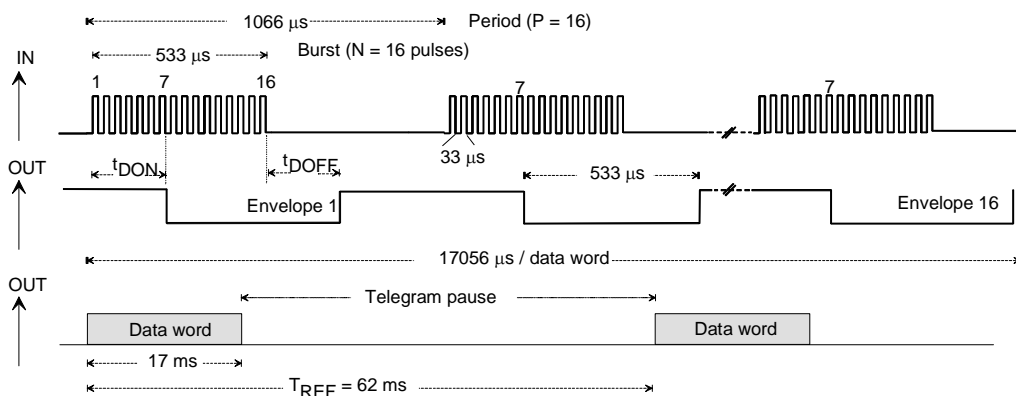 1066 μs
Period (P = 16)
533 μs
Burst (N = 16 pulses)
IN
1
7
16
7
7
33 μs
OUT
tDON
tDOFF
533 μs
Envelope 1
Envelope 16
17056 μs / data word
OUT
Telegram pause
Data word
Data word
17 ms
TREF = 62 ms